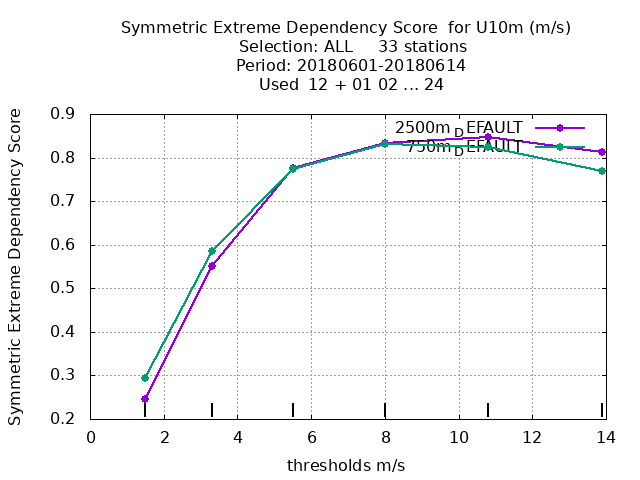 Symmetric Extreme Dependency Score  for U10m (m/s)
Selection: ALL     33 stations
Period: 20180601-20180614
Used  12 + 01 02 ... 24
2500m_DEFAULT
750m_DEFAULT
Symmetric Extreme Dependency Score
0.9
0.8
0.7
0.6
0.5
0.4
0.3
0.2
0 2 4 6 8 10 12 14
thresholds m/s